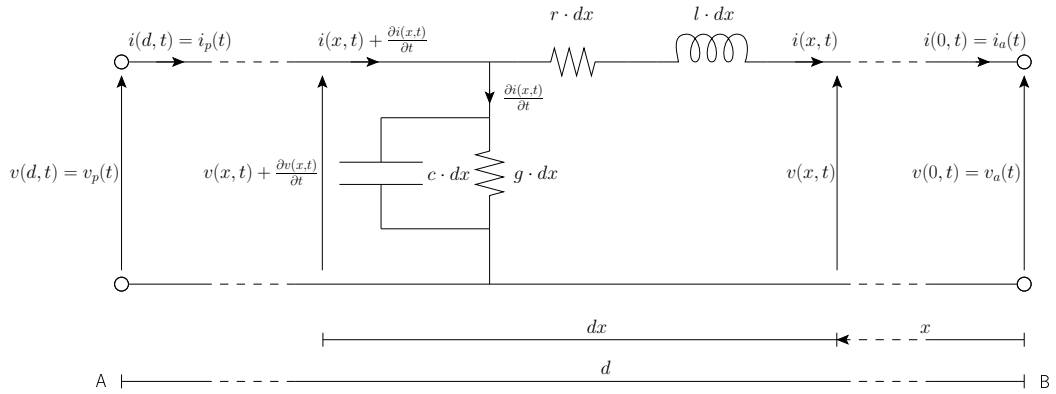 r · dx
l · dx
i(d, t) = i_p(t)
i(x, t) + ∂i(x,t)/∂t
i(x, t)
i(0, t) = i_a(t)
∂i(x,t)/∂t
v(d, t) = v_p(t)
v(x, t) + ∂v(x,t)/∂t
c · dx
g · dx
v(x, t)
v(0, t) = v_a(t)
dx
x
A
d
B